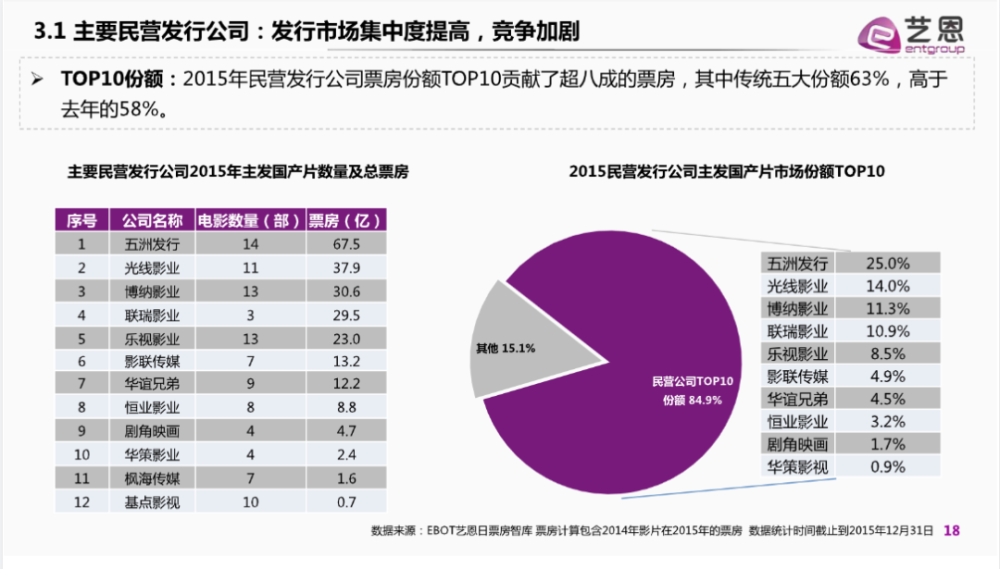 3.1 主要民营发行公司：发行市场集中度提高，竞争加剧
艺恩
entgroup
➢ TOP10份额：2015年民营发行公司票房份额TOP10贡献了超八成的票房，其中传统五大份额63%，高于
去年的58%。
主要民营发行公司2015年主发国产片数量及总票房
序号 公司名称 电影数量（部） 票房（亿）
1 五洲发行 14 67.5
2 光线影业 11 37.9
3 博纳影业 13 30.6
4 联瑞影业 3 29.5
5 乐视影业 13 23.0
6 影联传媒 7 13.2
7 华谊兄弟 9 12.2
8 恒业影业 8 8.8
9 剧角映画 4 4.7
10 华策影业 4 2.4
11 枫海传媒 7 1.6
12 基点影视 10 0.7
2015民营发行公司主发国产片市场份额TOP10
其他 15.1%
民营公司TOP10
份额 84.9%
五洲发行 25.0%
光线影业 14.0%
博纳影业 11.3%
联瑞影业 10.9%
乐视影业 8.5%
影联传媒 4.9%
华谊兄弟 4.5%
恒业影业 3.2%
剧角映画 1.7%
华策影视 0.9%
数据来源：EBOT艺恩日票房智库 票房计算包含2014年影片在2015年的票房 数据统计时间截止到2015年12月31日 18